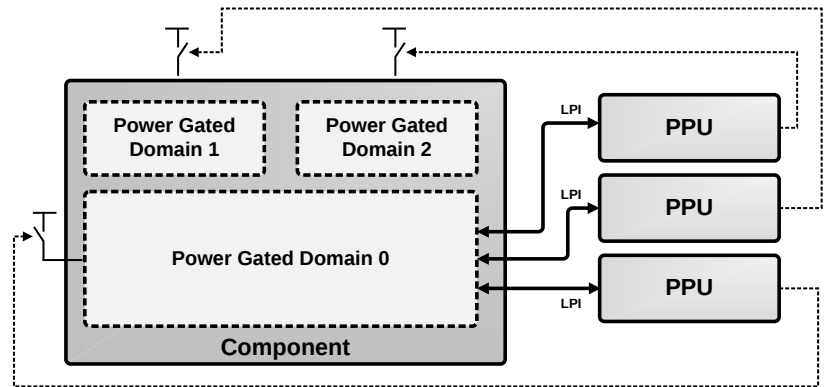 Power Gated
Domain 1
Power Gated
Domain 2
LPI
PPU
LPI
PPU
Power Gated Domain 0
PPU
LPI
Component